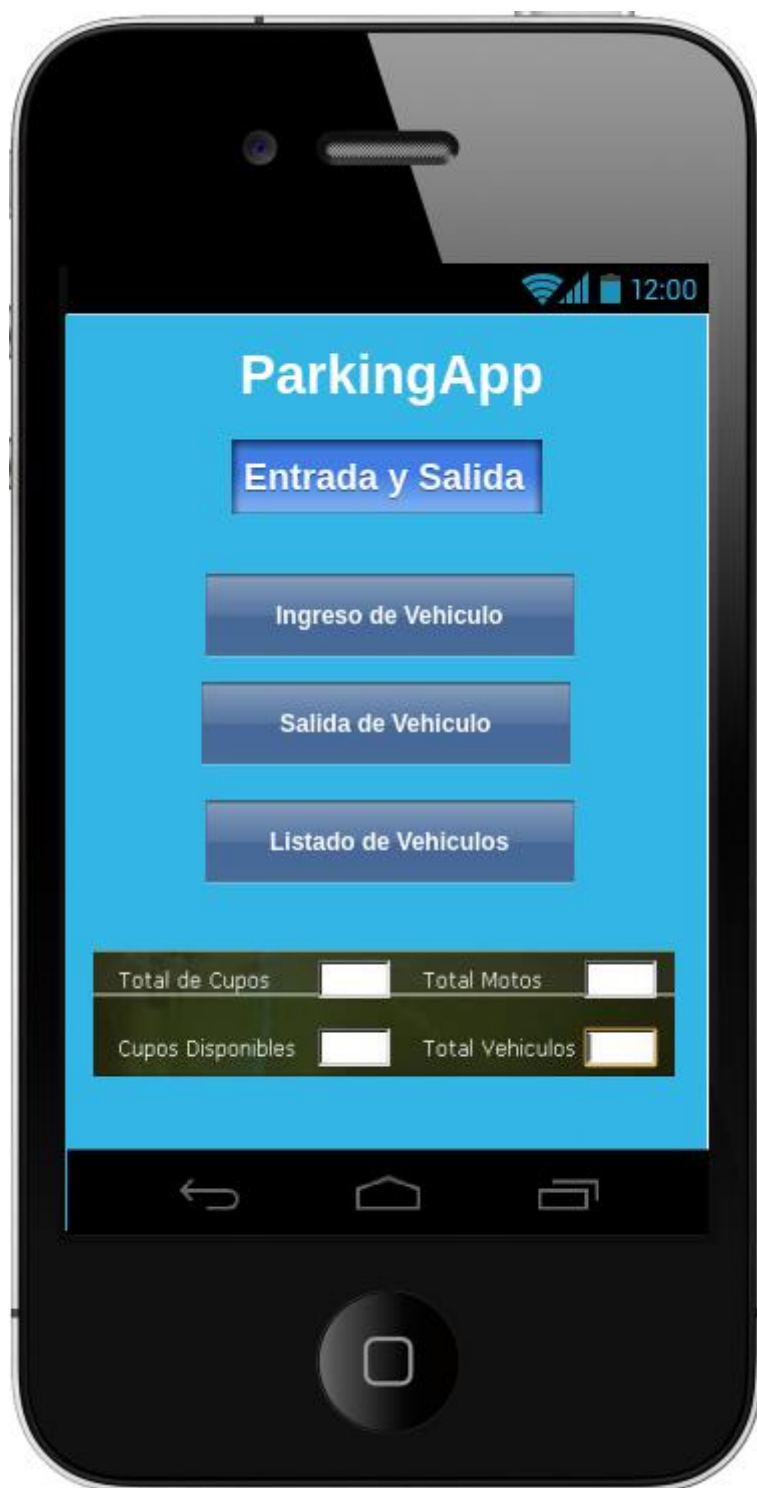 12:00
ParkingApp
Entrada y Salida
Ingreso de Vehiculo
Salida de Vehiculo
Listado de Vehiculos
Total de Cupos Total Motos
Cupos Disponibles Total Vehiculos